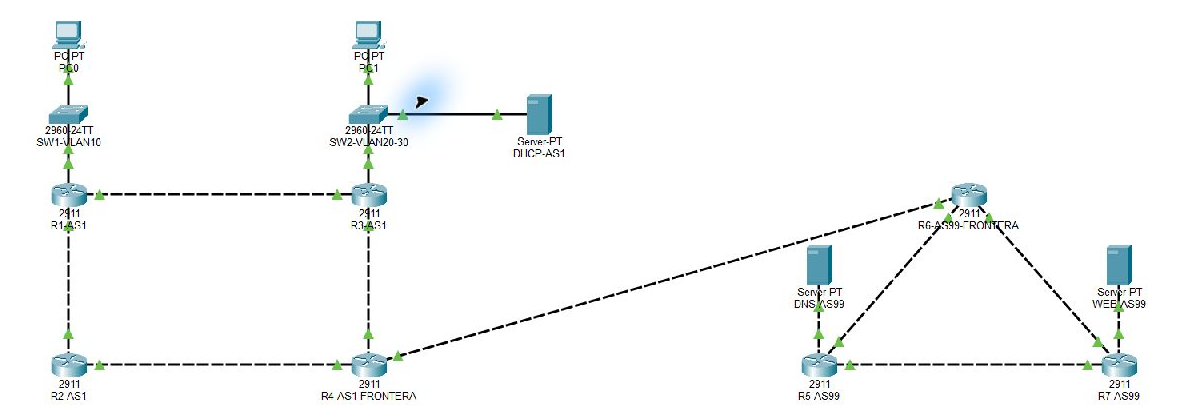 PC-PT
PC0
PC-PT
PC1
2960-24TT
SW1-VLAN10
2960-24TT
SW2-VLAN20-30
Server-PT
DHCP-AS1
2911
R1-AS1
2911
R3-AS1
2911
R6-AS99-FRONTERA
Server-PT
DNS-AS99
Server-PT
WEB-AS99
2911
R2-AS1
2911
R4-AS1-FRONTERA
2911
R5-AS99
2911
R7-AS99